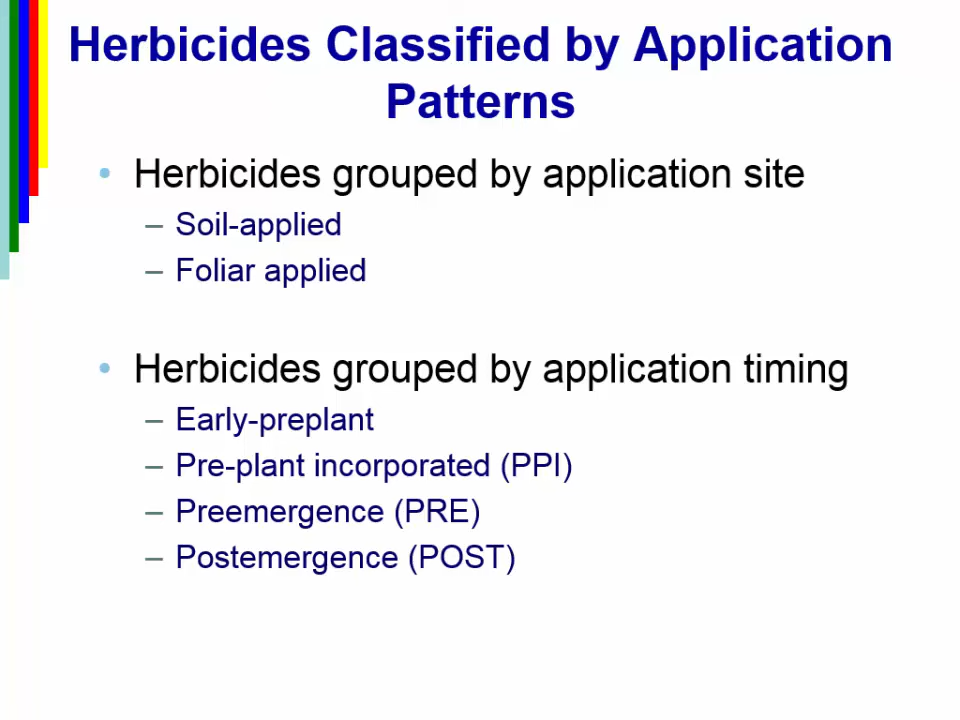 Herbicides Classified by Application
Patterns
• Herbicides grouped by application site
– Soil-applied
– Foliar applied
• Herbicides grouped by application timing
– Early-preplant
– Pre-plant incorporated (PPI)
– Preemergence (PRE)
– Postemergence (POST)